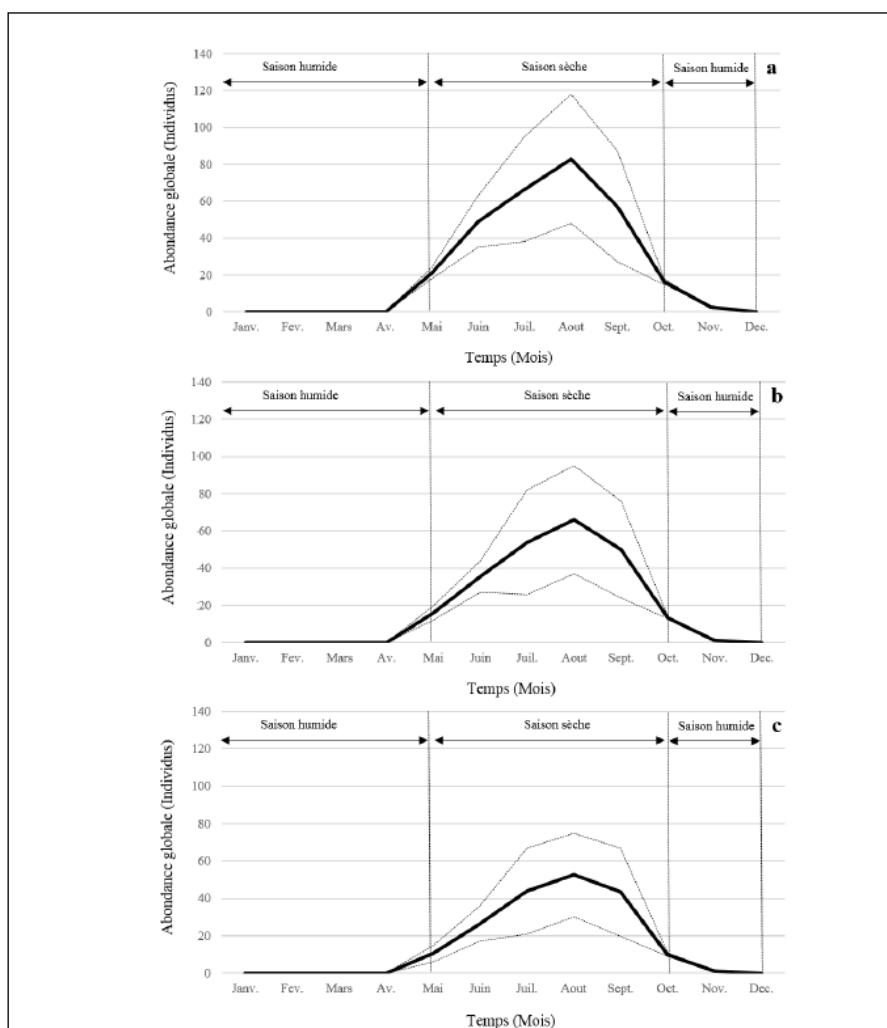 140
Saison humide Saison sèche Saison humide a
120
100
80
60
40
20
0
Abondance globale (Individus)
Janv. Fev. Mars Av. Mai Juin Juil. Aout Sept. Oct. Nov. Dec.
Temps (Mois)
140
Saison humide Saison sèche Saison humide b
120
100
80
60
40
20
0
Abondance globale (Individus)
Janv. Fev. Mars Av. Mai Juin Juil. Aout Sept. Oct. Nov. Dec.
Temps (Mois)
140
Saison humide Saison sèche Saison humide c
120
100
80
60
40
20
0
Abondance globale (Individus)
Janv. Fev. Mars Av. Mai Juin Juil. Aout Sept. Oct. Nov. Dec.
Temps (Mois)